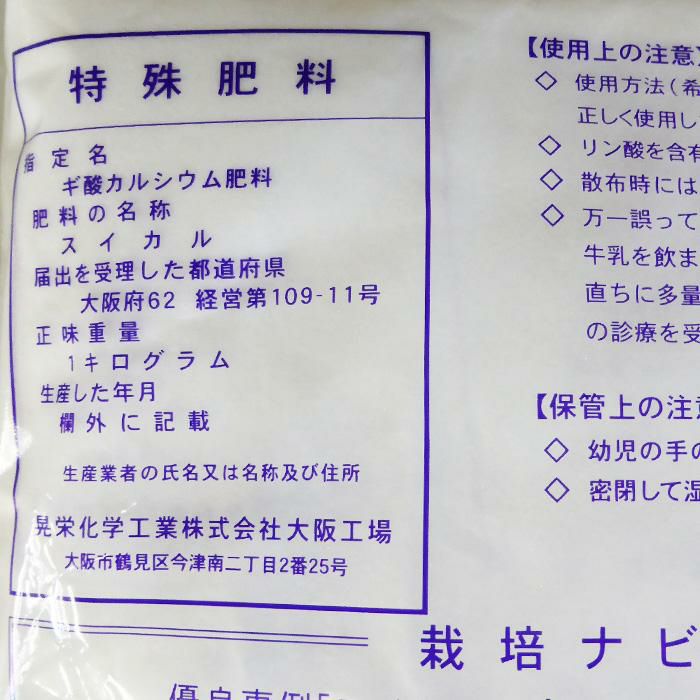 特殊肥料
指定名
ギ酸カルシウム肥料
肥料の名称
スイカル
届出を受理した都道府県
大阪府62 経営第109-11号
正味重量
1キログラム
生産した年月
欄外に記載
生産業者の氏名又は名称及び住所
晃栄化学工業株式会社大阪工場
大阪市鶴見区今津南二丁目2番25号
【使用上の注意】
◇ 使用方法(希
正しく使用し
◇ リン酸を含有
◇ 散布時には
◇ 万一誤って
牛乳を飲ま
直ちに多量
の診療を受
【保管上の注意
◇ 幼児の手の
◇ 密閉して湿
栽培ナビ
優良事例